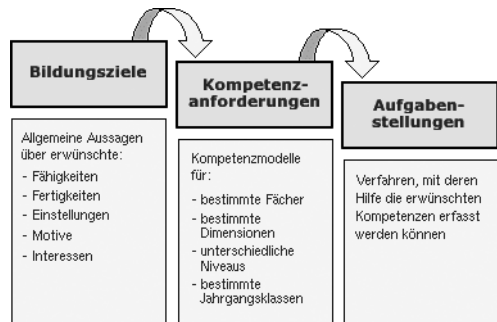 Bildungsziele
Allgemeine Aussagen
über erwünschte:
- Fähigkeiten
- Fertigkeiten
- Einstellungen
- Motive
- Interessen
Kompetenz-
anforderungen
Kompetenzmodelle
für:
- bestimmte Fächer
- bestimmte
Dimensionen
- unterschiedliche
Niveaus
- bestimmte
Jahrgangsklassen
Aufgaben-
stellungen
Verfahren, mit deren
Hilfe die erwünschten
Kompetenzen erfasst
werden können